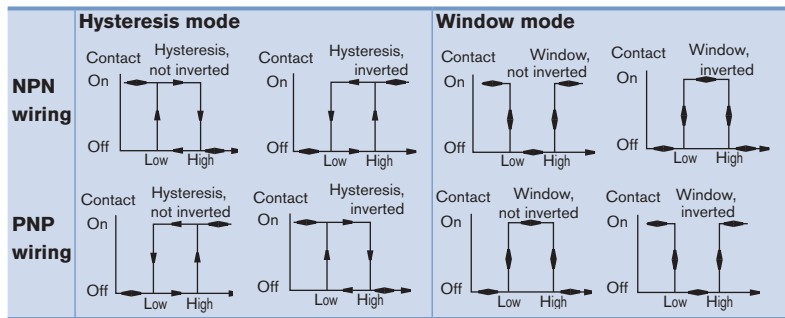 Hysteresis mode
Window mode
NPN
wiring
Contact
Hysteresis,
not inverted
On
Off
Low
High
Contact
Hysteresis,
inverted
On
Off
Low
High
Contact
Window,
not inverted
On
Off
Low
High
Contact
Window,
inverted
On
Off
Low
High
PNP
wiring
Contact
Hysteresis,
not inverted
On
Off
Low
High
Contact
Hysteresis,
inverted
On
Off
Low
High
Contact
Window,
not inverted
On
Off
Low
High
Contact
Window,
inverted
On
Off
Low
High